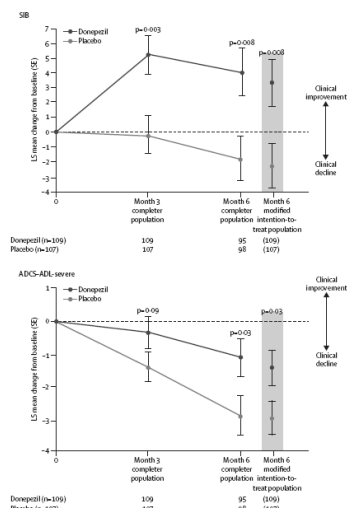 SIB
7
6
5
4
3
2
1
0
–1
–2
–3
–4
LS mean change from baseline (SE)
Donepezil
Placebo
p=0·003
p=0·008
p=0·008
Clinical
improvement
Clinical
decline
0
Month 3
completer
population
Month 6
completer
population
Month 6
modified
intention-to-
treat population
Donepezil (n=109) 109 95 (109)
Placebo (n=107) 107 98 (107)
ADCS-ADL-severe
1
0
–1
–2
–3
–4
LS mean change from baseline (SE)
Donepezil
Placebo
p=0·09
p=0·03
p=0·03
Clinical
improvement
Clinical
decline
0
Month 3
completer
population
Month 6
completer
population
Month 6
modified
intention-to-
treat population
Donepezil (n=109) 109 95 (109)
Placebo (n=107) 107 98 (107)